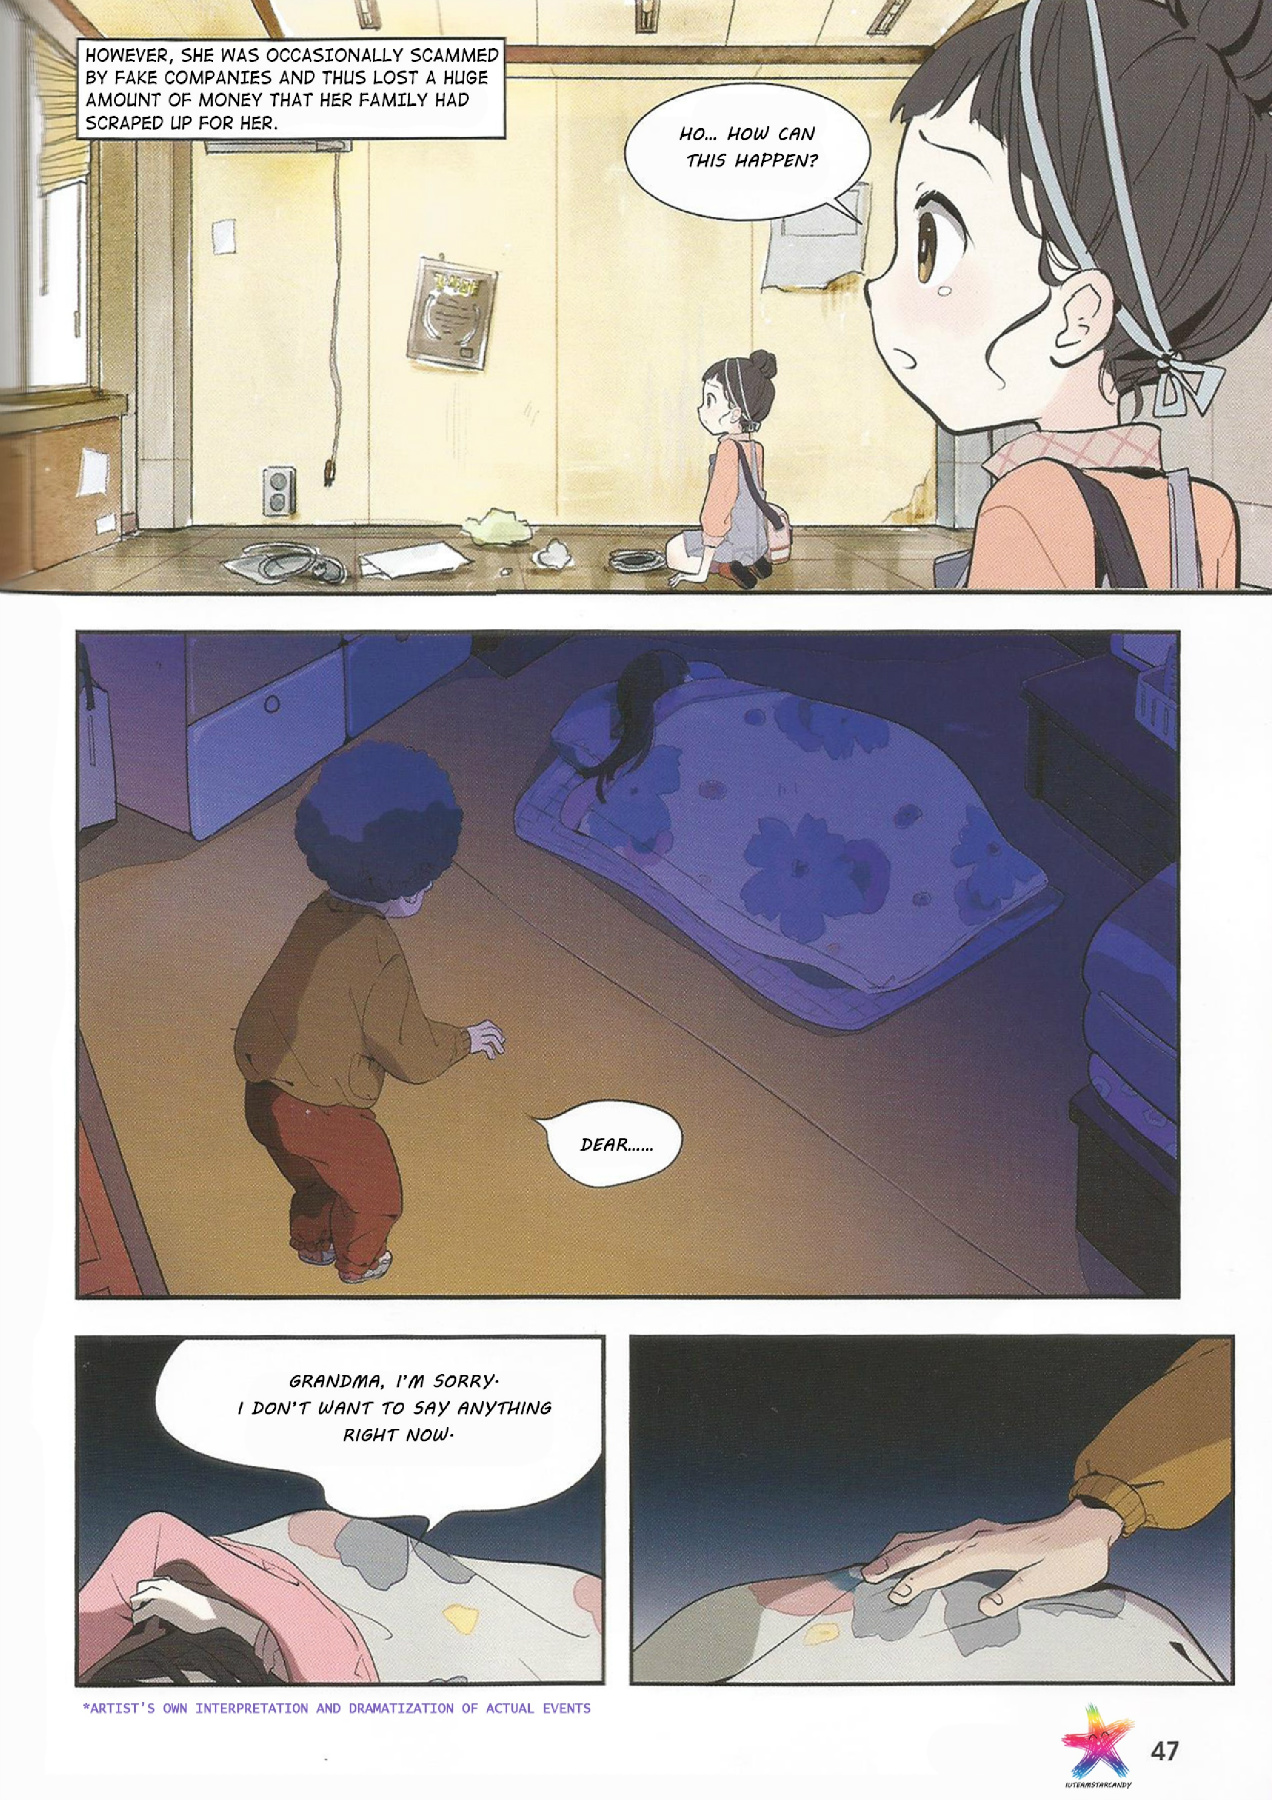 HOWEVER, SHE WAS OCCASIONALLY SCAMMED
BY FAKE COMPANIES AND THUS LOST A HUGE
AMOUNT OF MONEY THAT HER FAMILY HAD
SCRAPED UP FOR HER.
HO... HOW CAN
THIS HAPPEN?
DEAR......
GRANDMA, I'M SORRY.
I DON'T WANT TO SAY ANYTHING
RIGHT NOW.
*ARTIST'S OWN INTERPRETATION AND DRAMATIZATION OF ACTUAL EVENTS
IUTEAMSTARCANDY
47